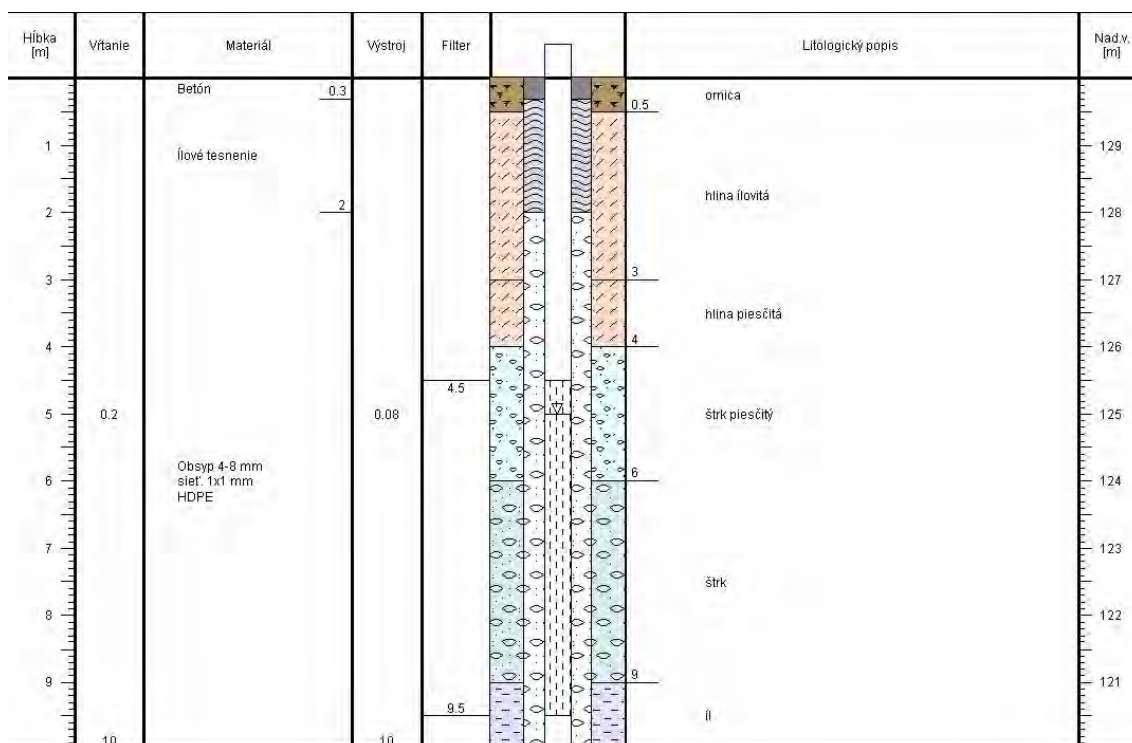 Hĺbka
[m]
Vŕtanie
Materiál
Výstroj
Filter
Litologický popis
Nad.v.
[m]
Betón
0.3
ornica
0.5
1
Ílové tesnenie
129
hlina ílovitá
2
2
128
3
3
127
hlina piesčitá
4
4
126
4.5
5
0.2
0.08
štrk piesčitý
125
Obsyp 4-8 mm
sieť. 1x1 mm
HDPE
6
6
124
7
123
štrk
8
122
9
9
121
9.5
íl
10
10